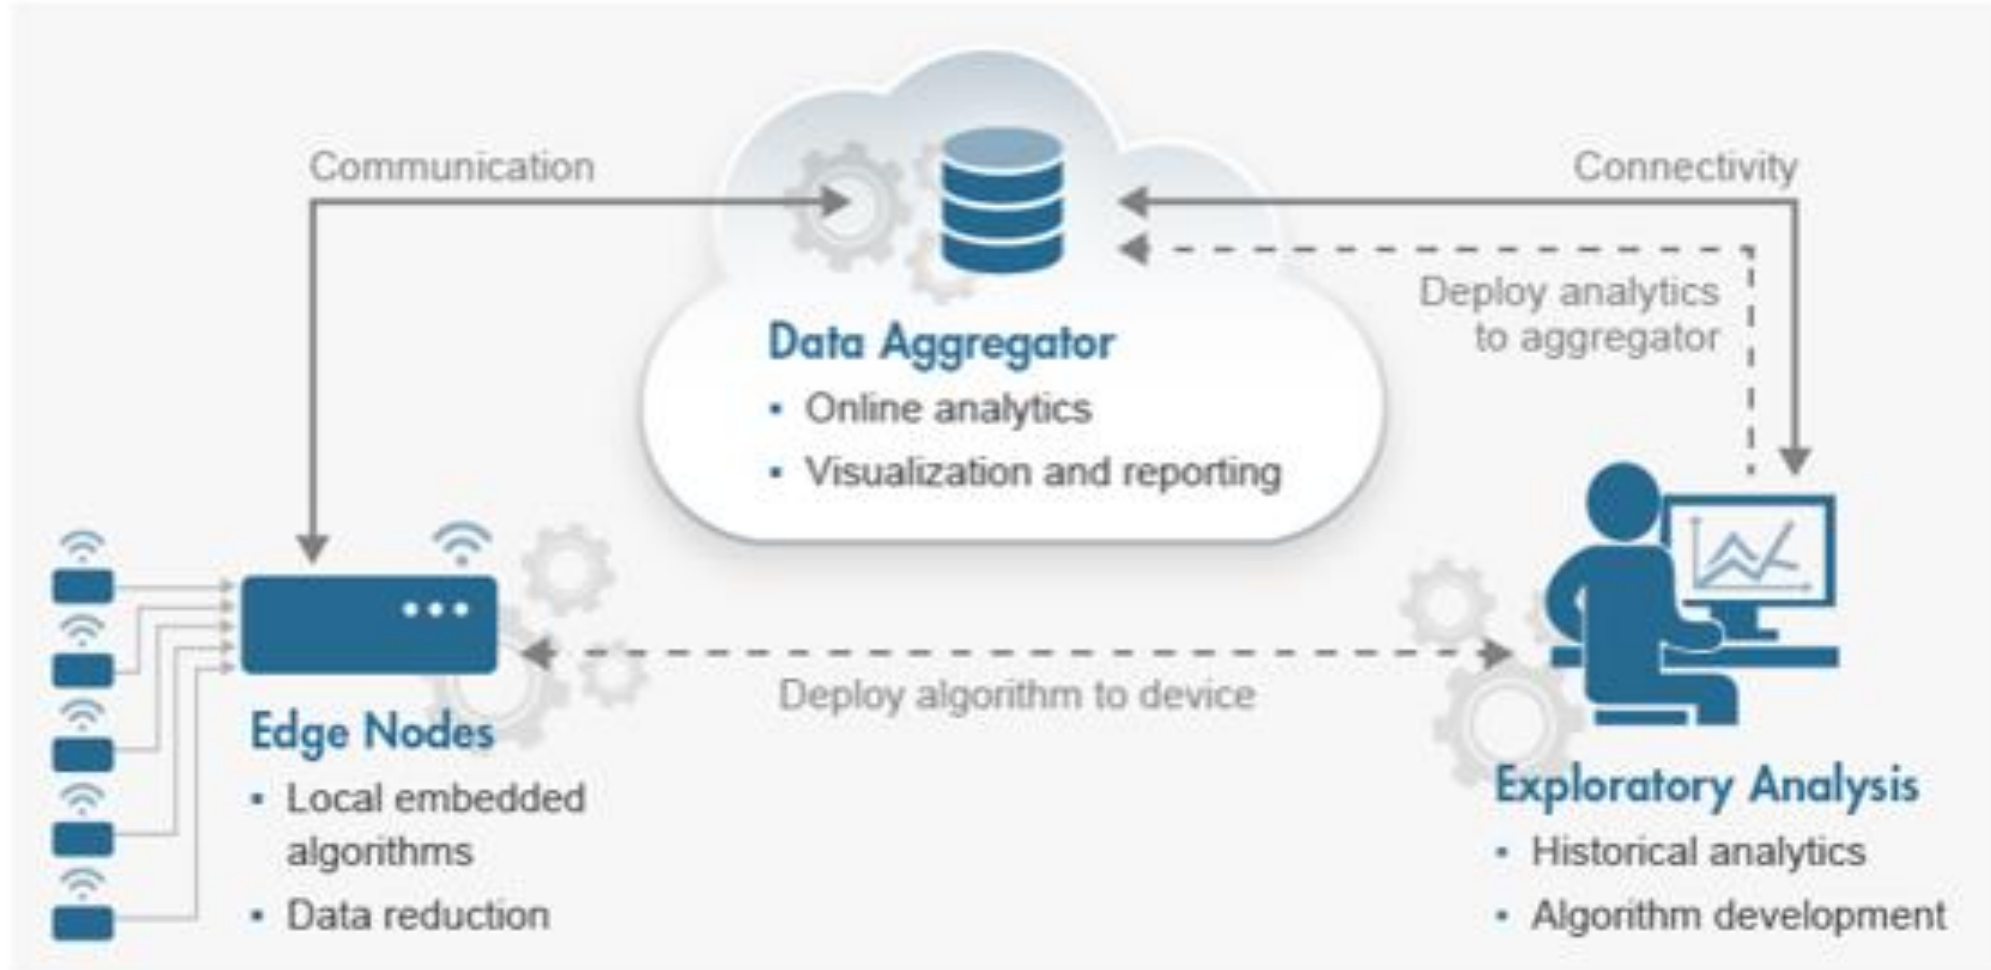 Communication
Connectivity
Deploy analytics
to aggregator
Data Aggregator
▪ Online analytics
▪ Visualization and reporting
Deploy algorithm to device
Edge Nodes
▪ Local embedded
algorithms
▪ Data reduction
Exploratory Analysis
▪ Historical analytics
▪ Algorithm development